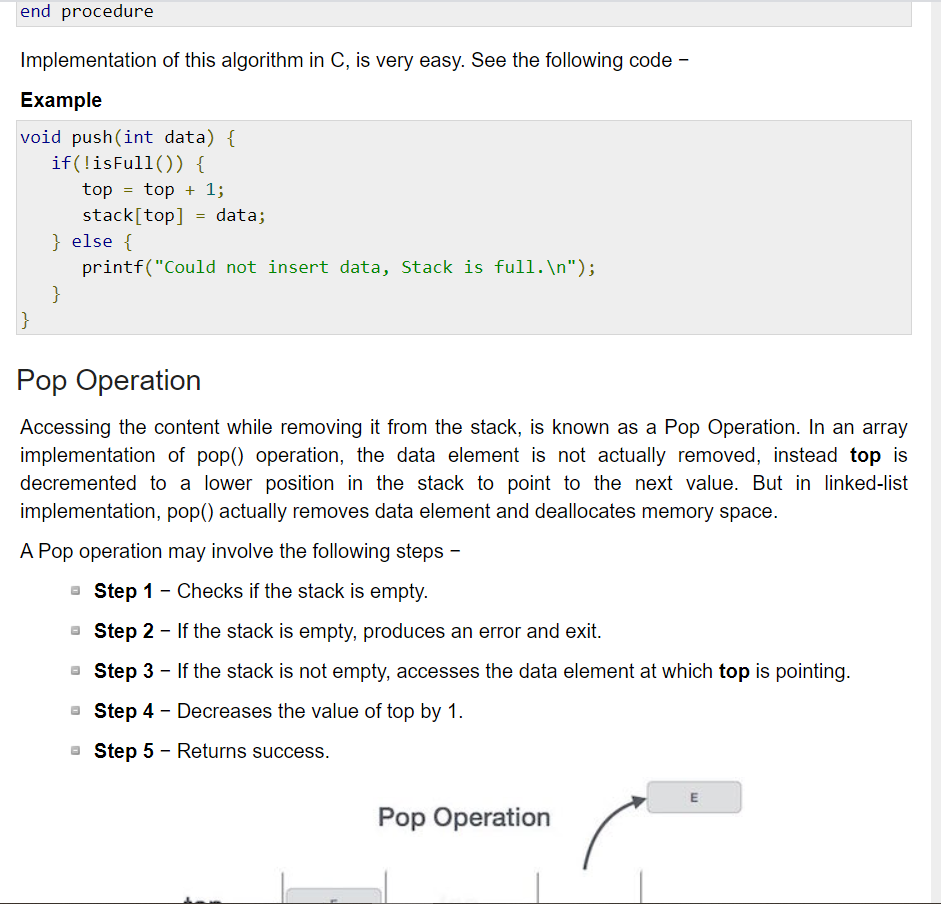 end procedure
Implementation of this algorithm in C, is very easy. See the following code −
Example
void push(int data) {
   if(!isFull()) {
      top = top + 1;
      stack[top] = data;
   } else {
      printf("Could not insert data, Stack is full.\n");
   }
}
Pop Operation
Accessing the content while removing it from the stack, is known as a Pop Operation. In an array
implementation of pop() operation, the data element is not actually removed, instead top is
decremented to a lower position in the stack to point to the next value. But in linked-list
implementation, pop() actually removes data element and deallocates memory space.
A Pop operation may involve the following steps −
Step 1 − Checks if the stack is empty.
Step 2 − If the stack is empty, produces an error and exit.
Step 3 − If the stack is not empty, accesses the data element at which top is pointing.
Step 4 − Decreases the value of top by 1.
Step 5 − Returns success.
E
Pop Operation